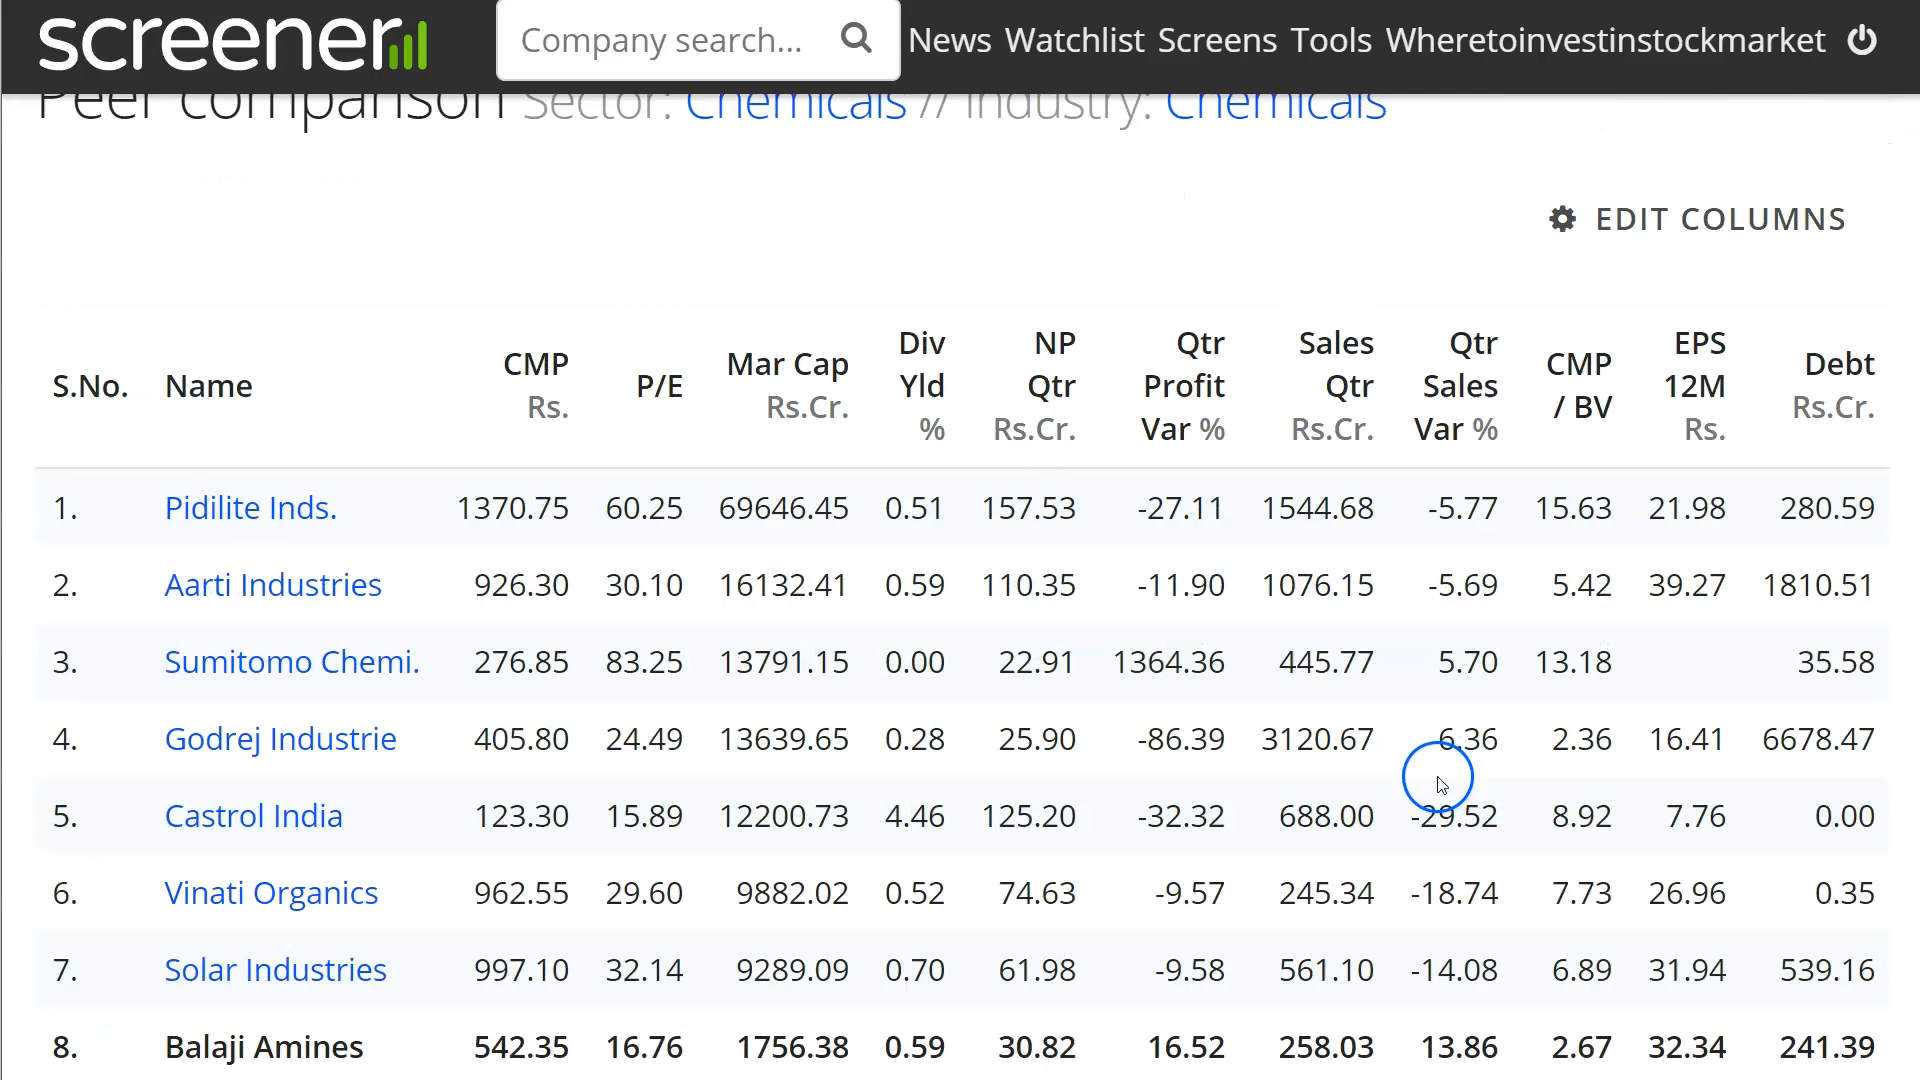 screener Company search... News Watchlist Screens Tools Wheretoinvestinstockmarket
Peer comparison Sector: Chemicals // Industry: Chemicals
EDIT COLUMNS
S.No. Name CMP Rs. P/E Mar Cap Rs.Cr. Div Yld % NP Qtr Rs.Cr. Qtr Profit Var % Sales Qtr Rs.Cr. Qtr Sales Var % CMP / BV EPS 12M Rs. Debt Rs.Cr.
1. Pidilite Inds. 1370.75 60.25 69646.45 0.51 157.53 -27.11 1544.68 -5.77 15.63 21.98 280.59
2. Aarti Industries 926.30 30.10 16132.41 0.59 110.35 -11.90 1076.15 -5.69 5.42 39.27 1810.51
3. Sumitomo Chemi. 276.85 83.25 13791.15 0.00 22.91 1364.36 445.77 5.70 13.18 35.58
4. Godrej Industrie 405.80 24.49 13639.65 0.28 25.90 -86.39 3120.67 6.36 2.36 16.41 6678.47
5. Castrol India 123.30 15.89 12200.73 4.46 125.20 -32.32 688.00 -29.52 8.92 7.76 0.00
6. Vinati Organics 962.55 29.60 9882.02 0.52 74.63 -9.57 245.34 -18.74 7.73 26.96 0.35
7. Solar Industries 997.10 32.14 9289.09 0.70 61.98 -9.58 561.10 -14.08 6.89 31.94 539.16
8. Balaji Amines 542.35 16.76 1756.38 0.59 30.82 16.52 258.03 13.86 2.67 32.34 241.39